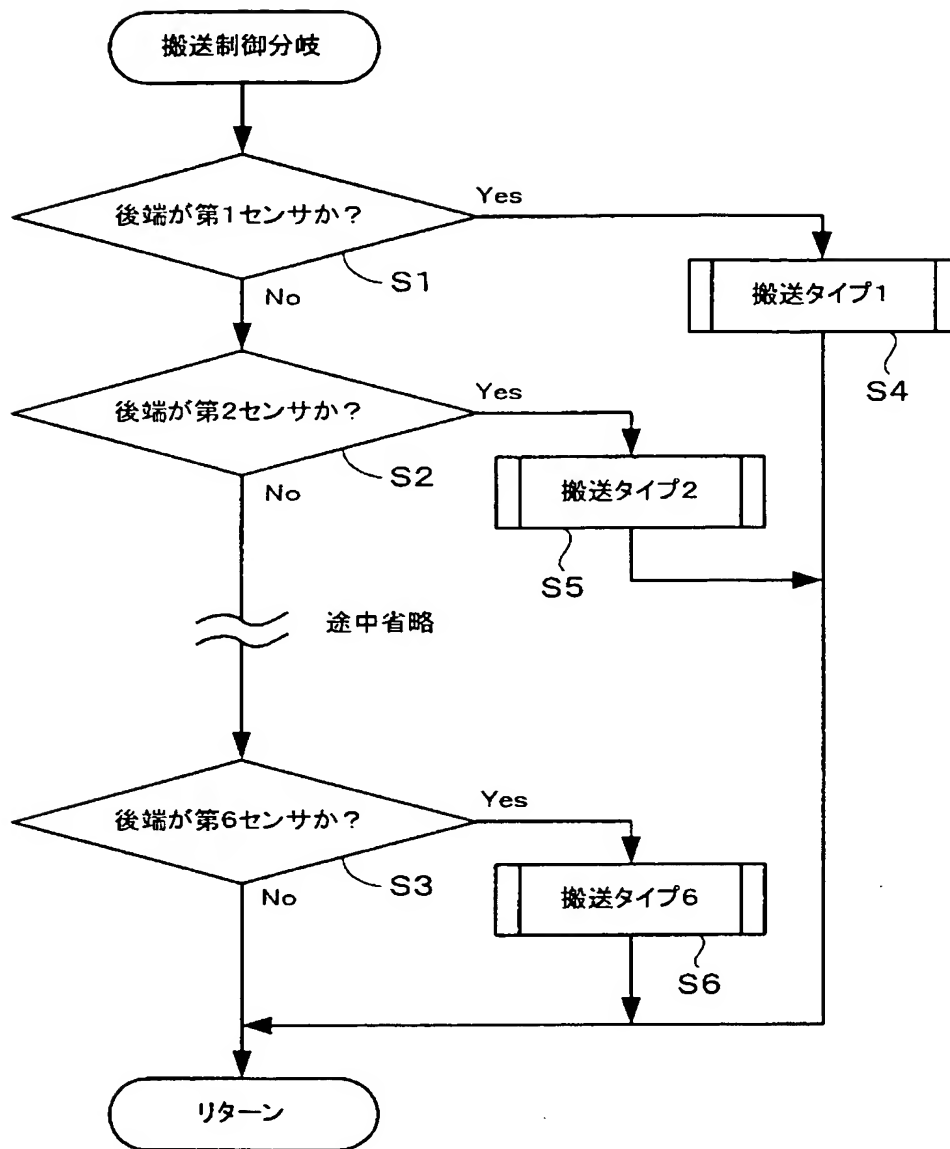 搬送制御分岐
後端が第1センサか?
Yes
S1
No
搬送タイプ1
S4
後端が第2センサか?
Yes
S2
No
搬送タイプ2
S5
途中省略
後端が第6センサか?
Yes
S3
No
搬送タイプ6
S6
リターン